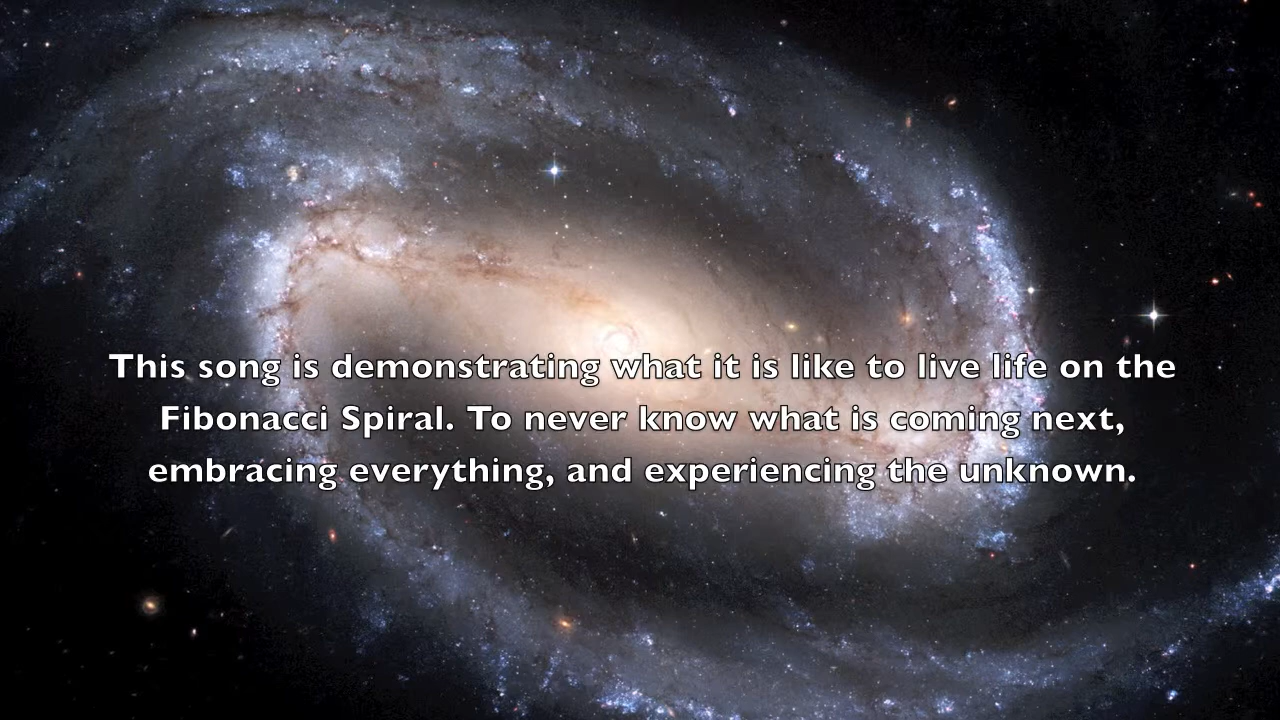 This song is demonstrating what it is like to live life on the
Fibonacci Spiral. To never know what is coming next,
embracing everything, and experiencing the unknown.